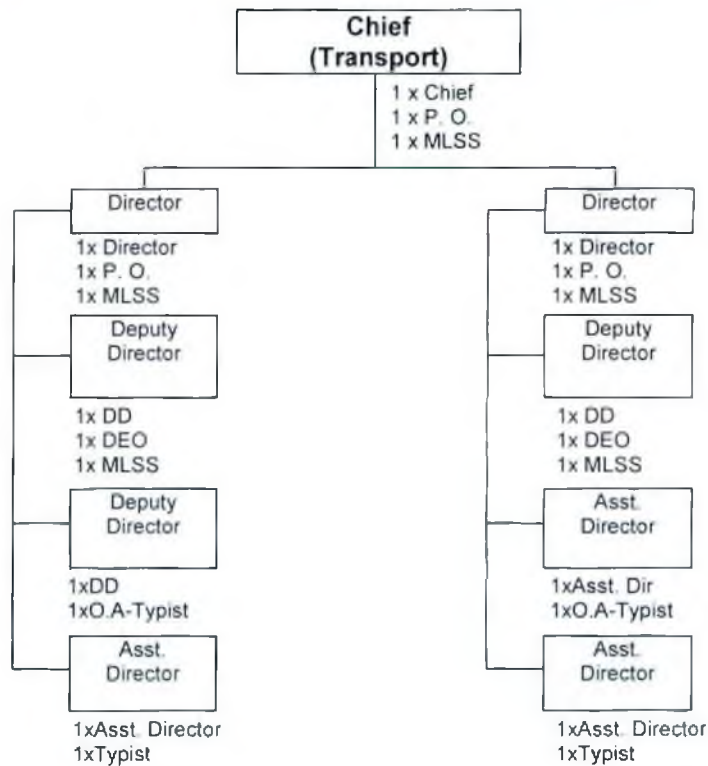 Chief
(Transport)
1 x Chief
1 x P. O.
1 x MLSS
Director
1x Director
1x P. O.
1x MLSS
Deputy
Director
1x DD
1x DEO
1x MLSS
Deputy
Director
1xDD
1xO.A-Typist
Asst.
Director
1xAsst. Director
1xTypist
Director
1x Director
1x P. O.
1x MLSS
Deputy
Director
1x DD
1x DEO
1x MLSS
Asst.
Director
1xAsst. Dir
1xO.A-Typist
Asst.
Director
1xAsst. Director
1xTypist